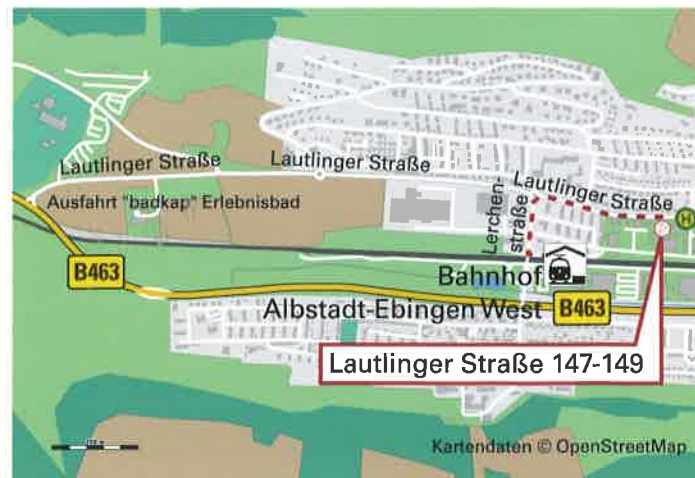 Lautlinger Straße
Lautlinger Straße
Lautlinger Straße
Lerchen-
straße
H
Ausfahrt "badkap" Erlebnisbad
B463
Bahnhof
Albstadt-Ebingen West
B463
Lautlinger Straße 147-149
Kartendaten © OpenStreetMap